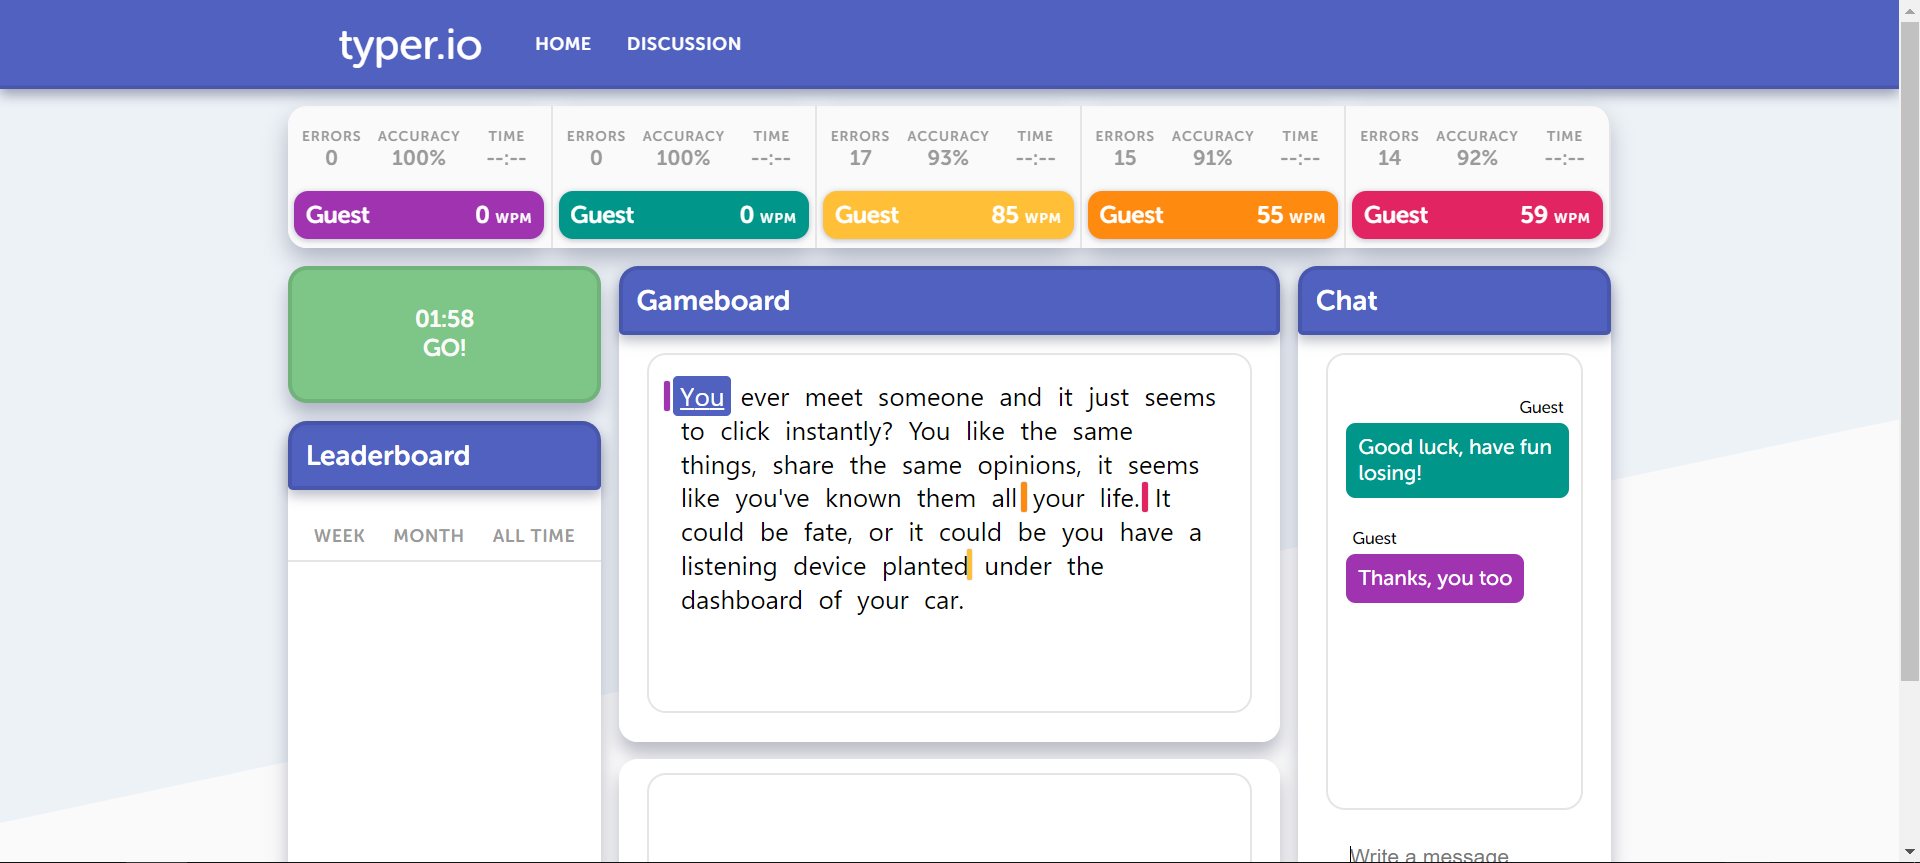 typer.io
HOME DISCUSSION
ERRORS ACCURACY TIME
0 100% --:--
Guest 0 WPM
ERRORS ACCURACY TIME
0 100% --:--
Guest 0 WPM
ERRORS ACCURACY TIME
17 93% --:--
Guest 85 WPM
ERRORS ACCURACY TIME
15 91% --:--
Guest 55 WPM
ERRORS ACCURACY TIME
14 92% --:--
Guest 59 WPM
01:58
GO!
Leaderboard
WEEK MONTH ALL TIME
Gameboard
You ever meet someone and it just seems
to click instantly? You like the same
things, share the same opinions, it seems
like you've known them all your life. It
could be fate, or it could be you have a
listening device planted under the
dashboard of your car.
Chat
Guest
Good luck, have fun
losing!
Guest
Thanks, you too
Write a message